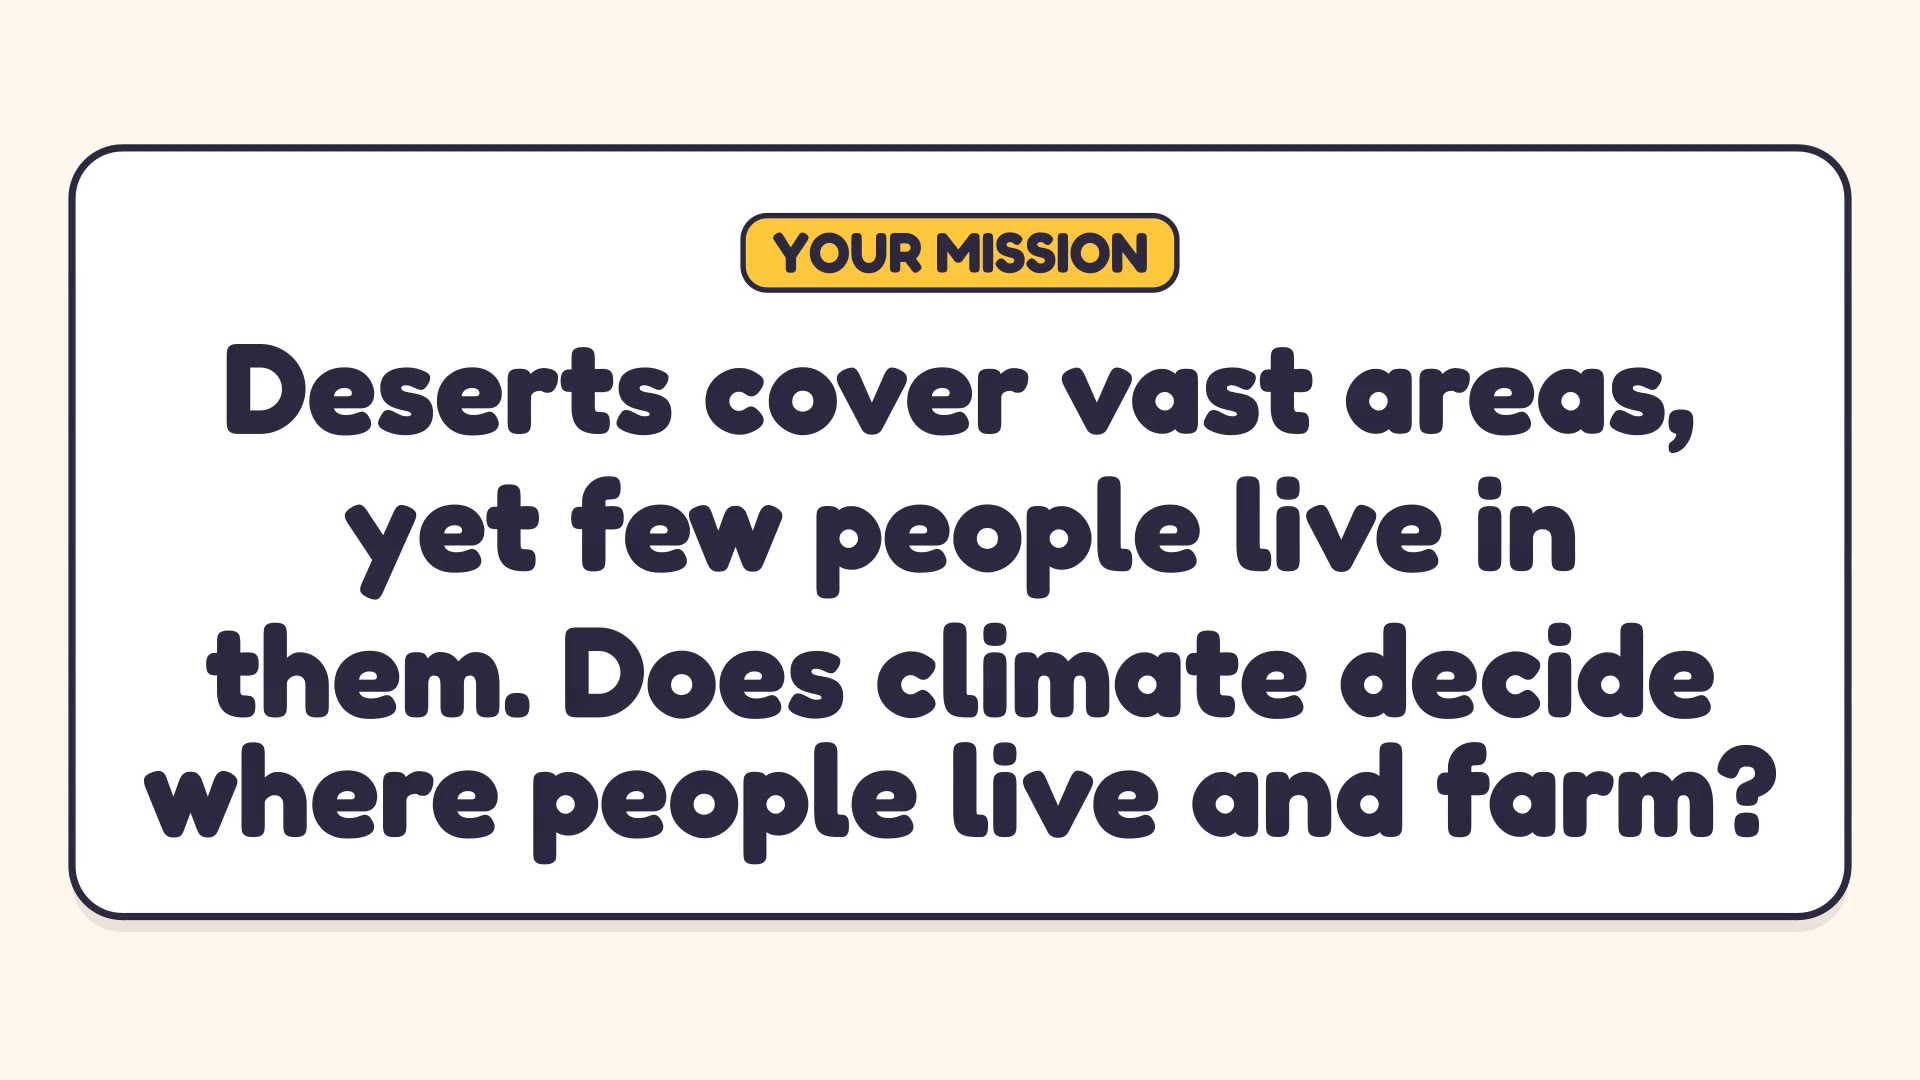 YOUR MISSION
Deserts cover vast areas,
yet few people live in
them. Does climate decide
where people live and farm?